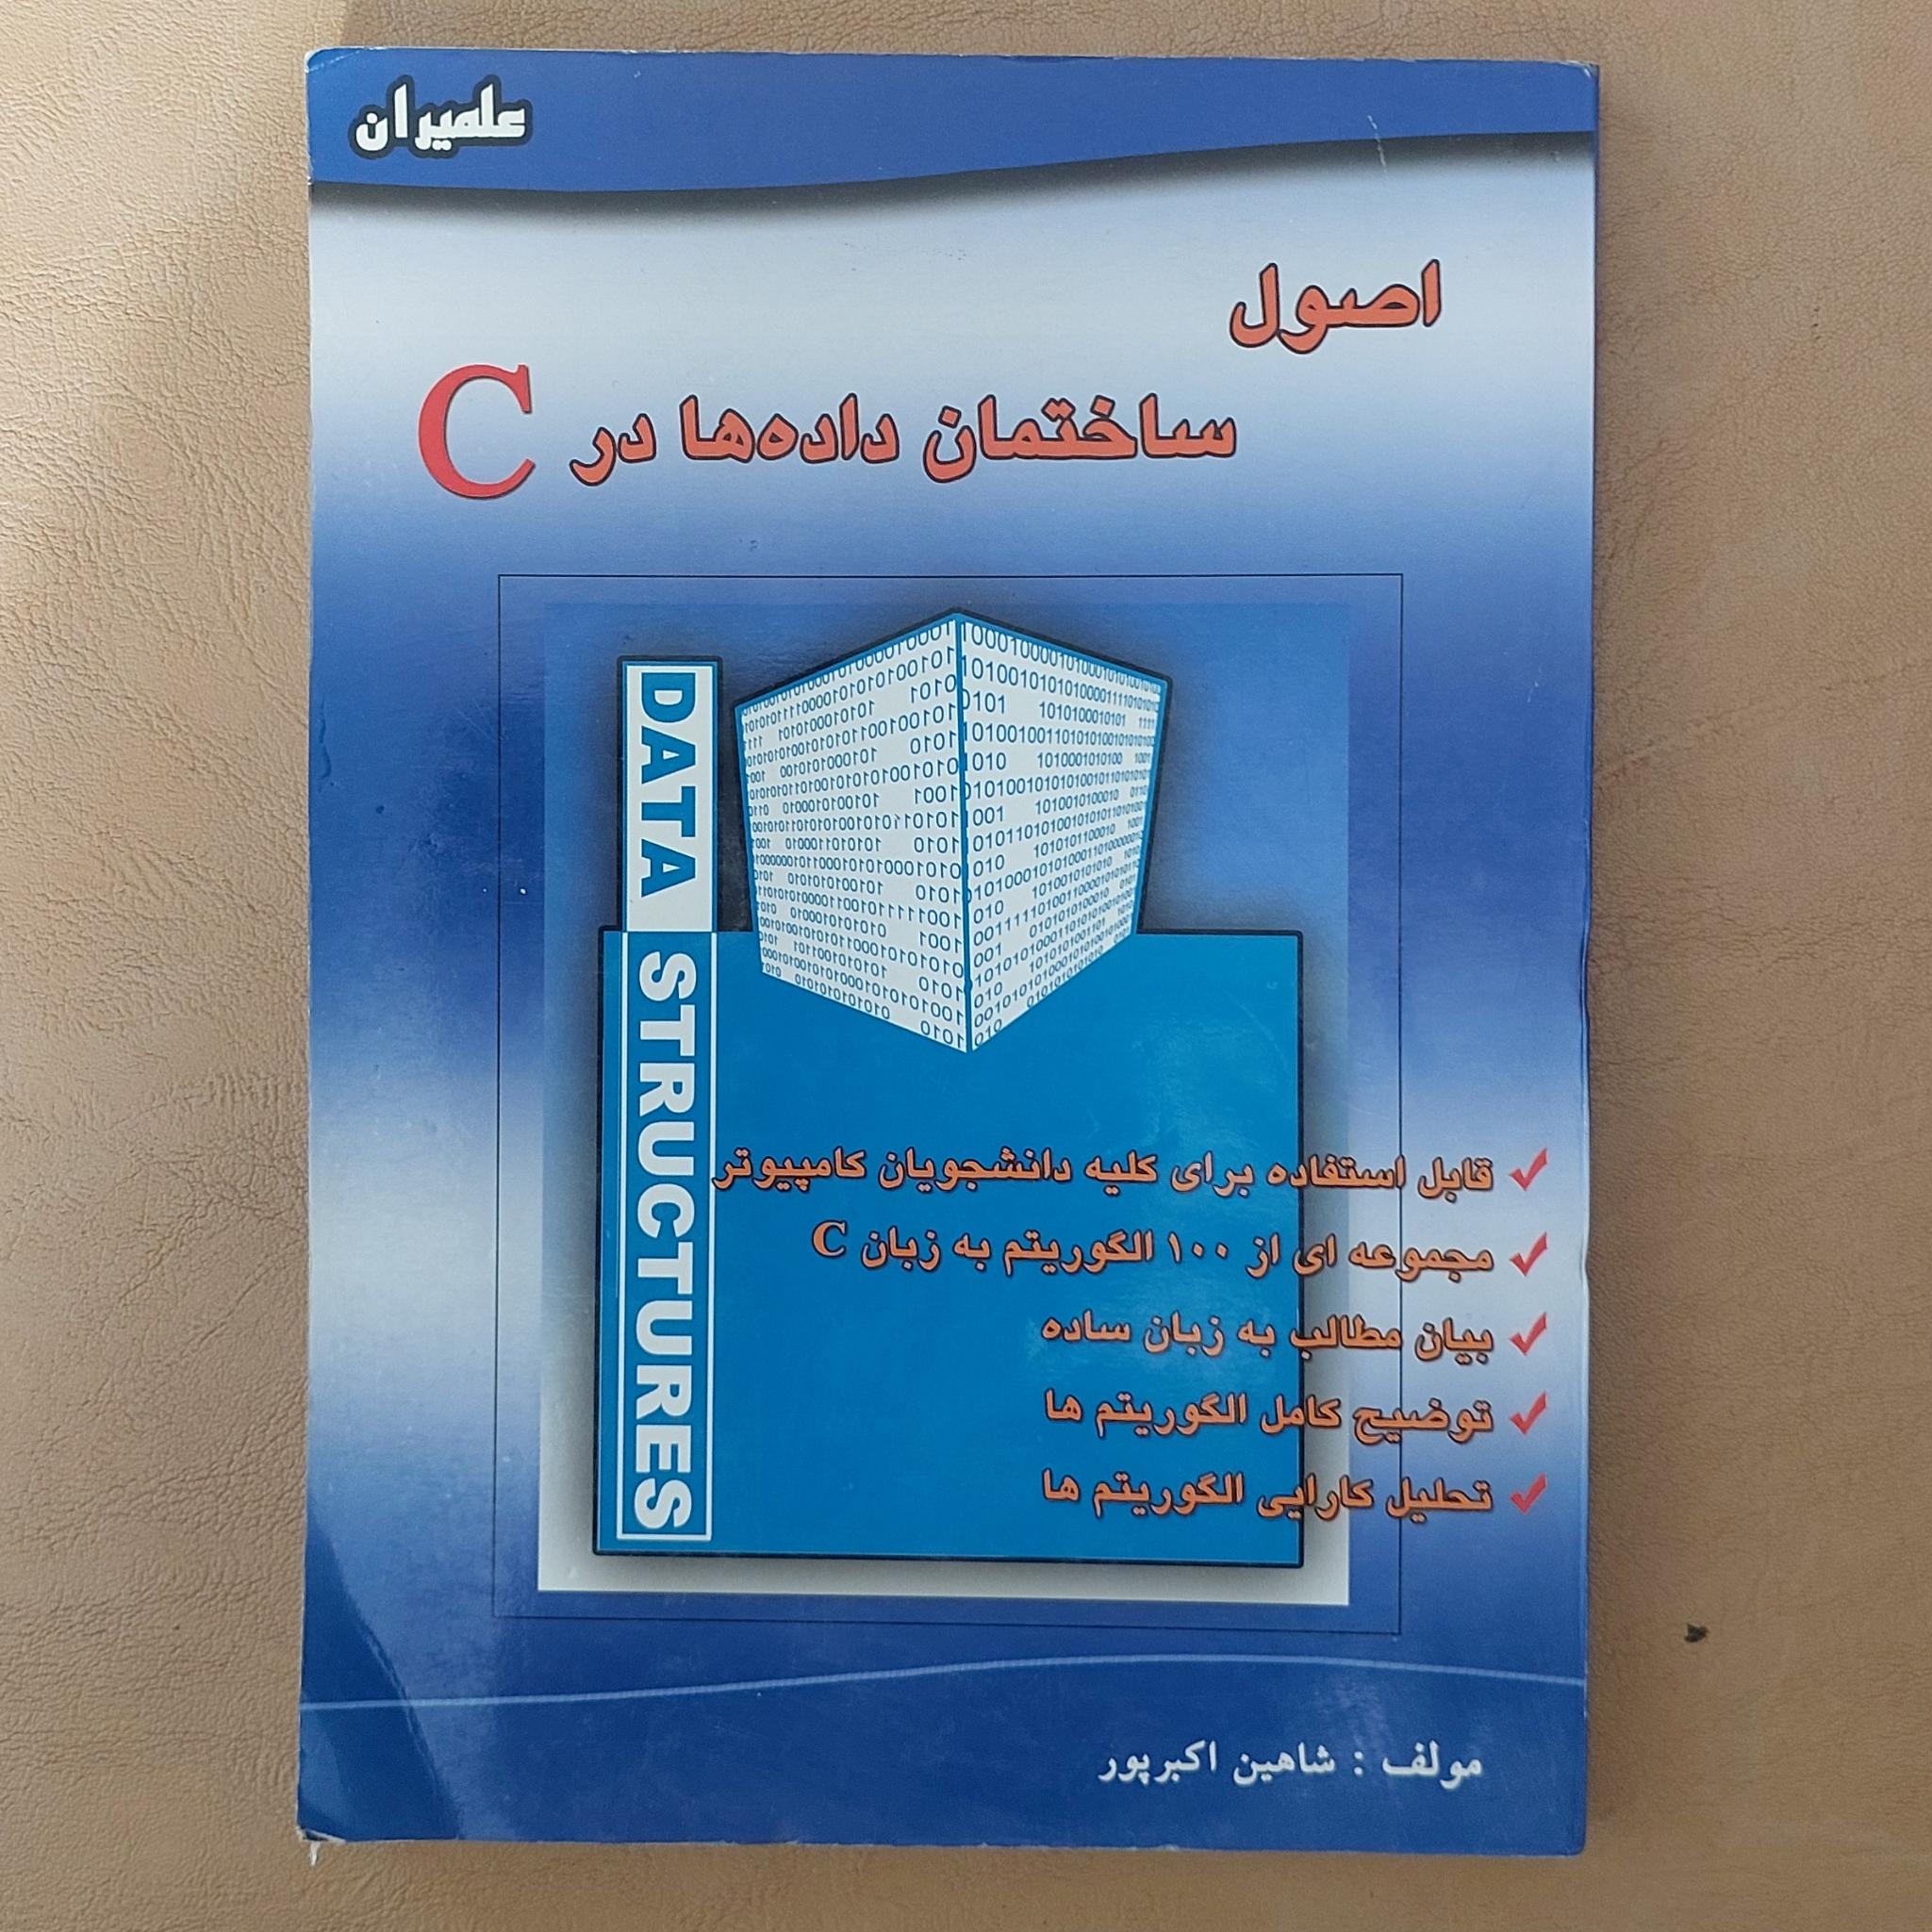 علمیران
اصول
ساختمان داده‌ها در C
DATA STRUCTURES
قابل استفاده برای کلیه دانشجویان کامپیوتر
مجموعه ای از ۱۰۰ الگوریتم به زبان C
بیان مطالب به زبان ساده
توضیح کامل الگوریتم ها
تحلیل کارایی الگوریتم ها
مولف : شاهین اکبرپور